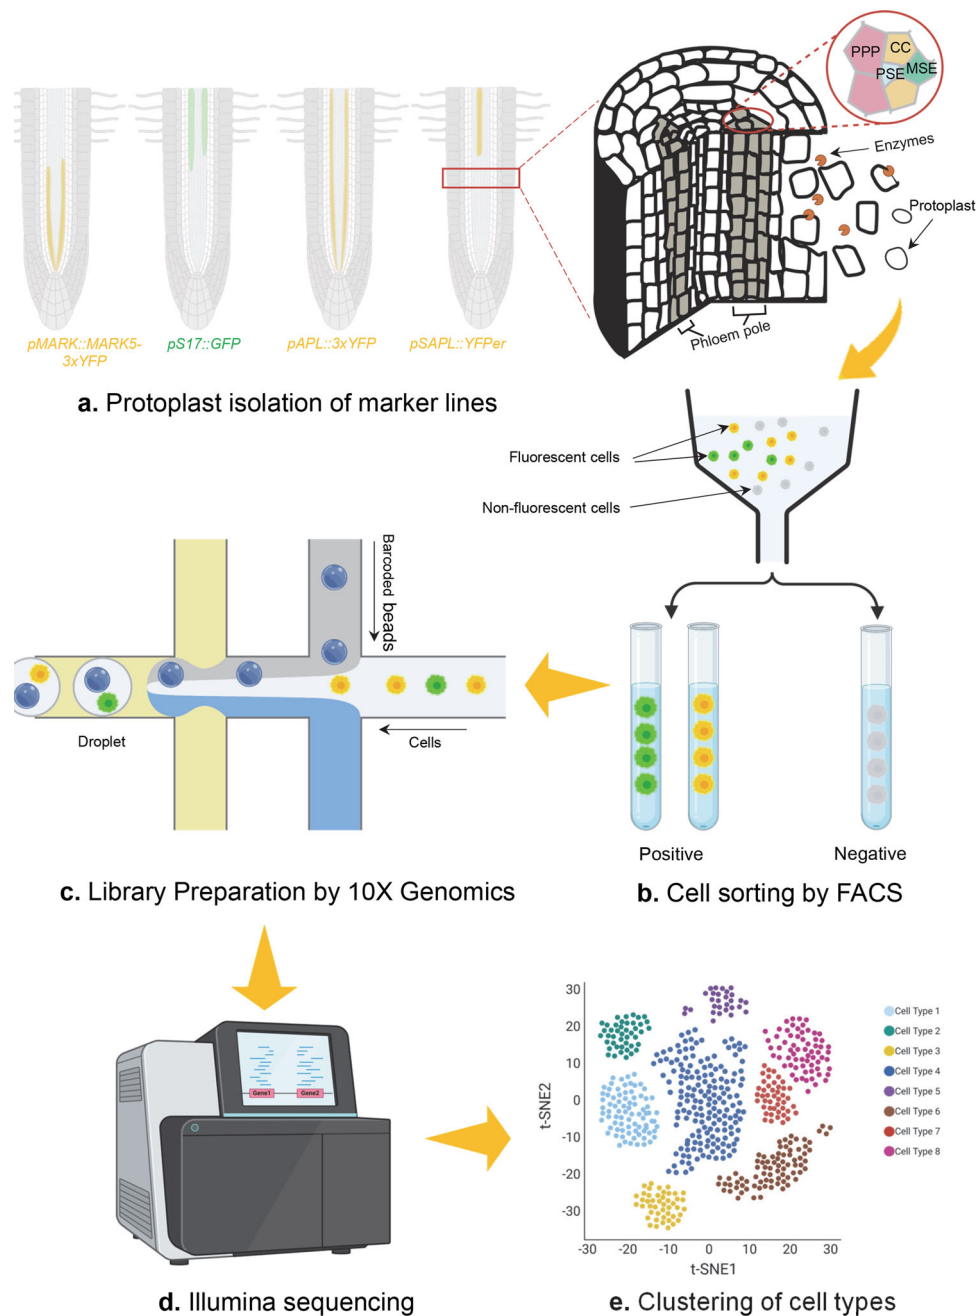 PPP
CC
PSE
MSE
Enzymes
Protoplast
Phloem pole
pMARK::MARK5-
3xYFP
pS17::GFP
pAPL::3xYFP
pSAPL::YFPer
a. Protoplast isolation of marker lines
Fluorescent cells
Non-fluorescent cells
Barcoded
beads
Droplet
Cells
Positive
Negative
c. Library Preparation by 10X Genomics
b. Cell sorting by FACS
Gene1
Gene2
30
20
10
0
-10
-20
-30
t-SNE2
-30
-20
-10
0
10
20
30
t-SNE1
Cell Type 1
Cell Type 2
Cell Type 3
Cell Type 4
Cell Type 5
Cell Type 6
Cell Type 7
Cell Type 8
d. Illumina sequencing
e. Clustering of cell types